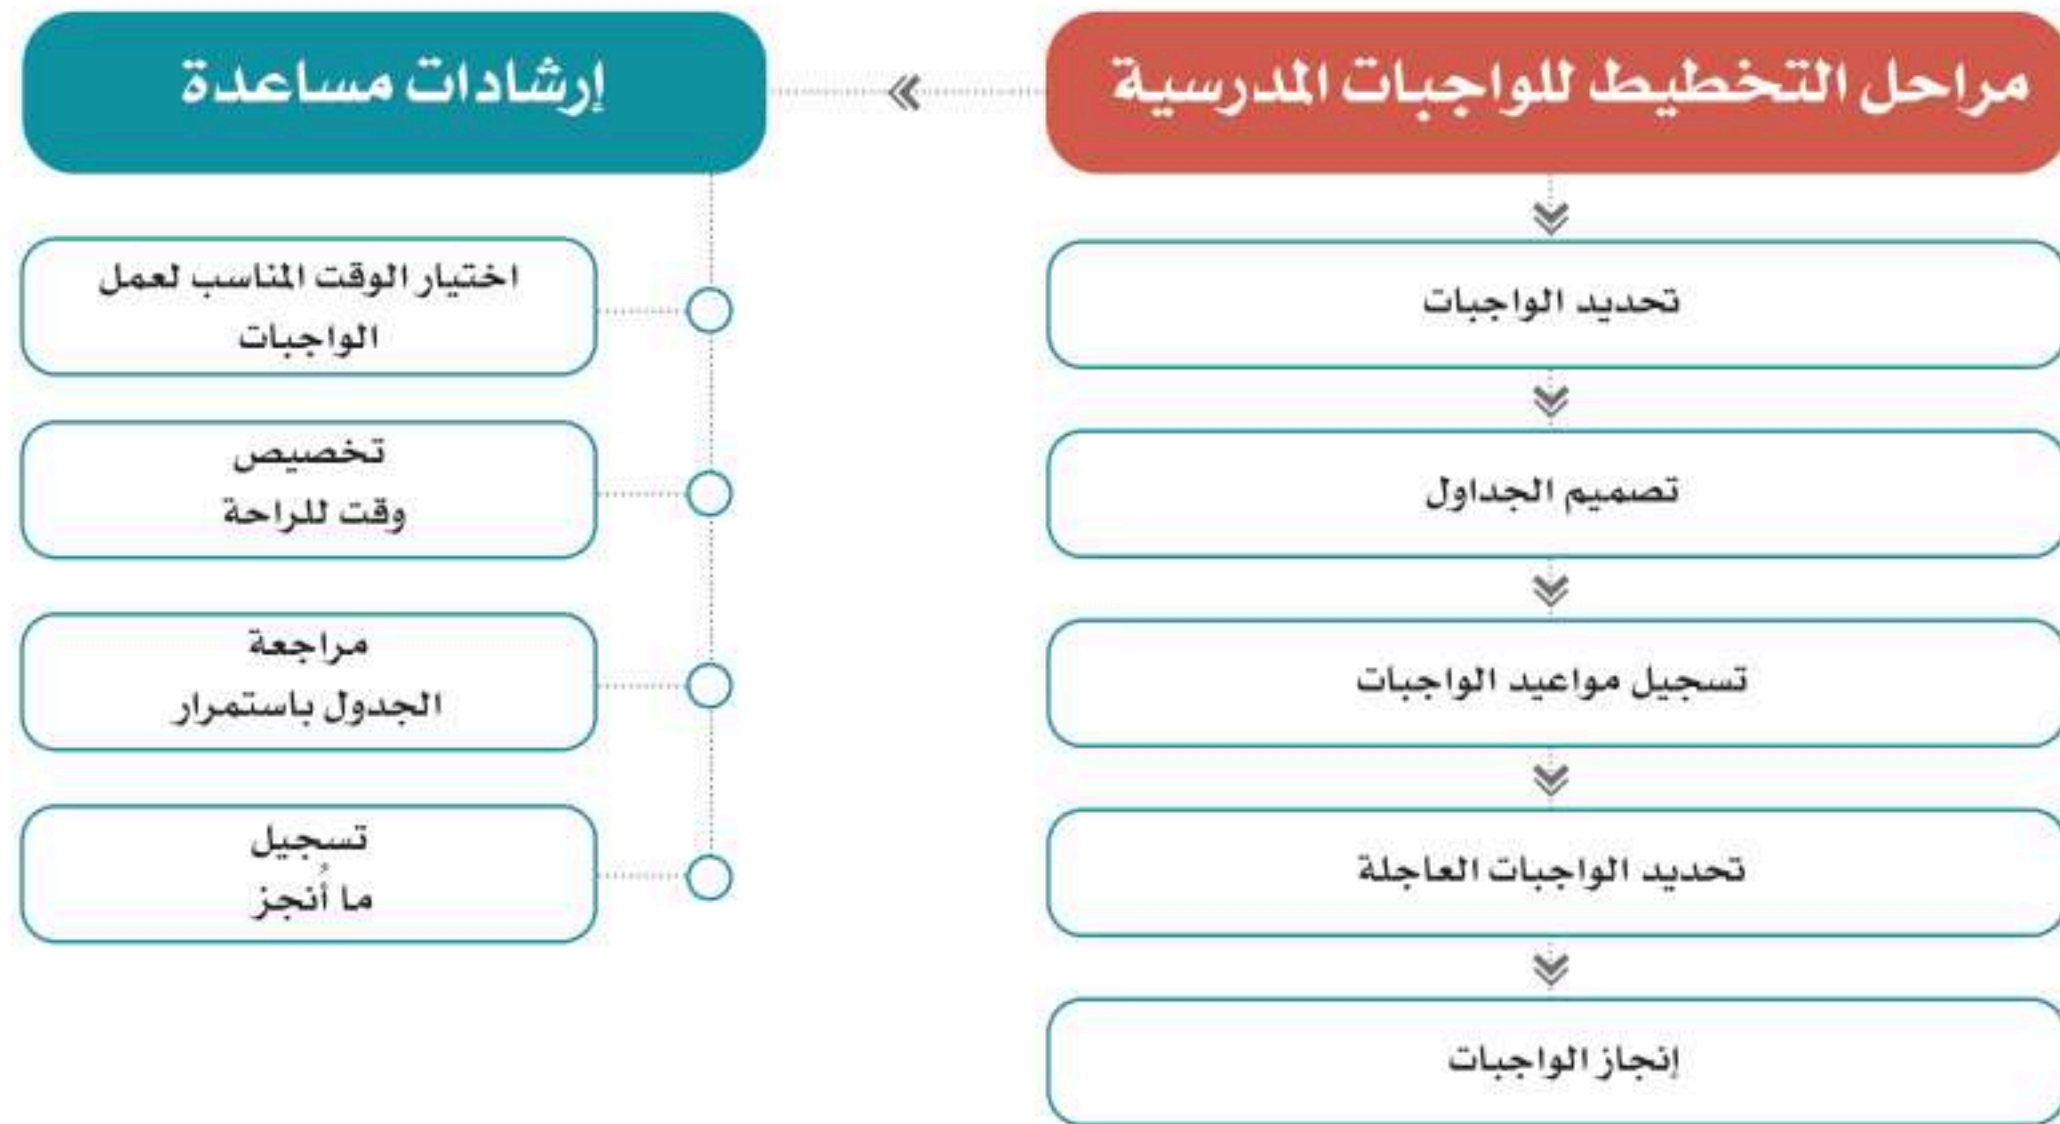 مراحل التخطيط للواجبات المدرسية
تحديد الواجبات
تصميم الجداول
تسجيل مواعيد الواجبات
تحديد الواجبات العاجلة
إنجاز الواجبات
إرشادات مساعدة
اختيار الوقت المناسب لعمل
الواجبات
تخصيص
وقت للراحة
مراجعة
الجدول باستمرار
تسجيل
ما أُنجز